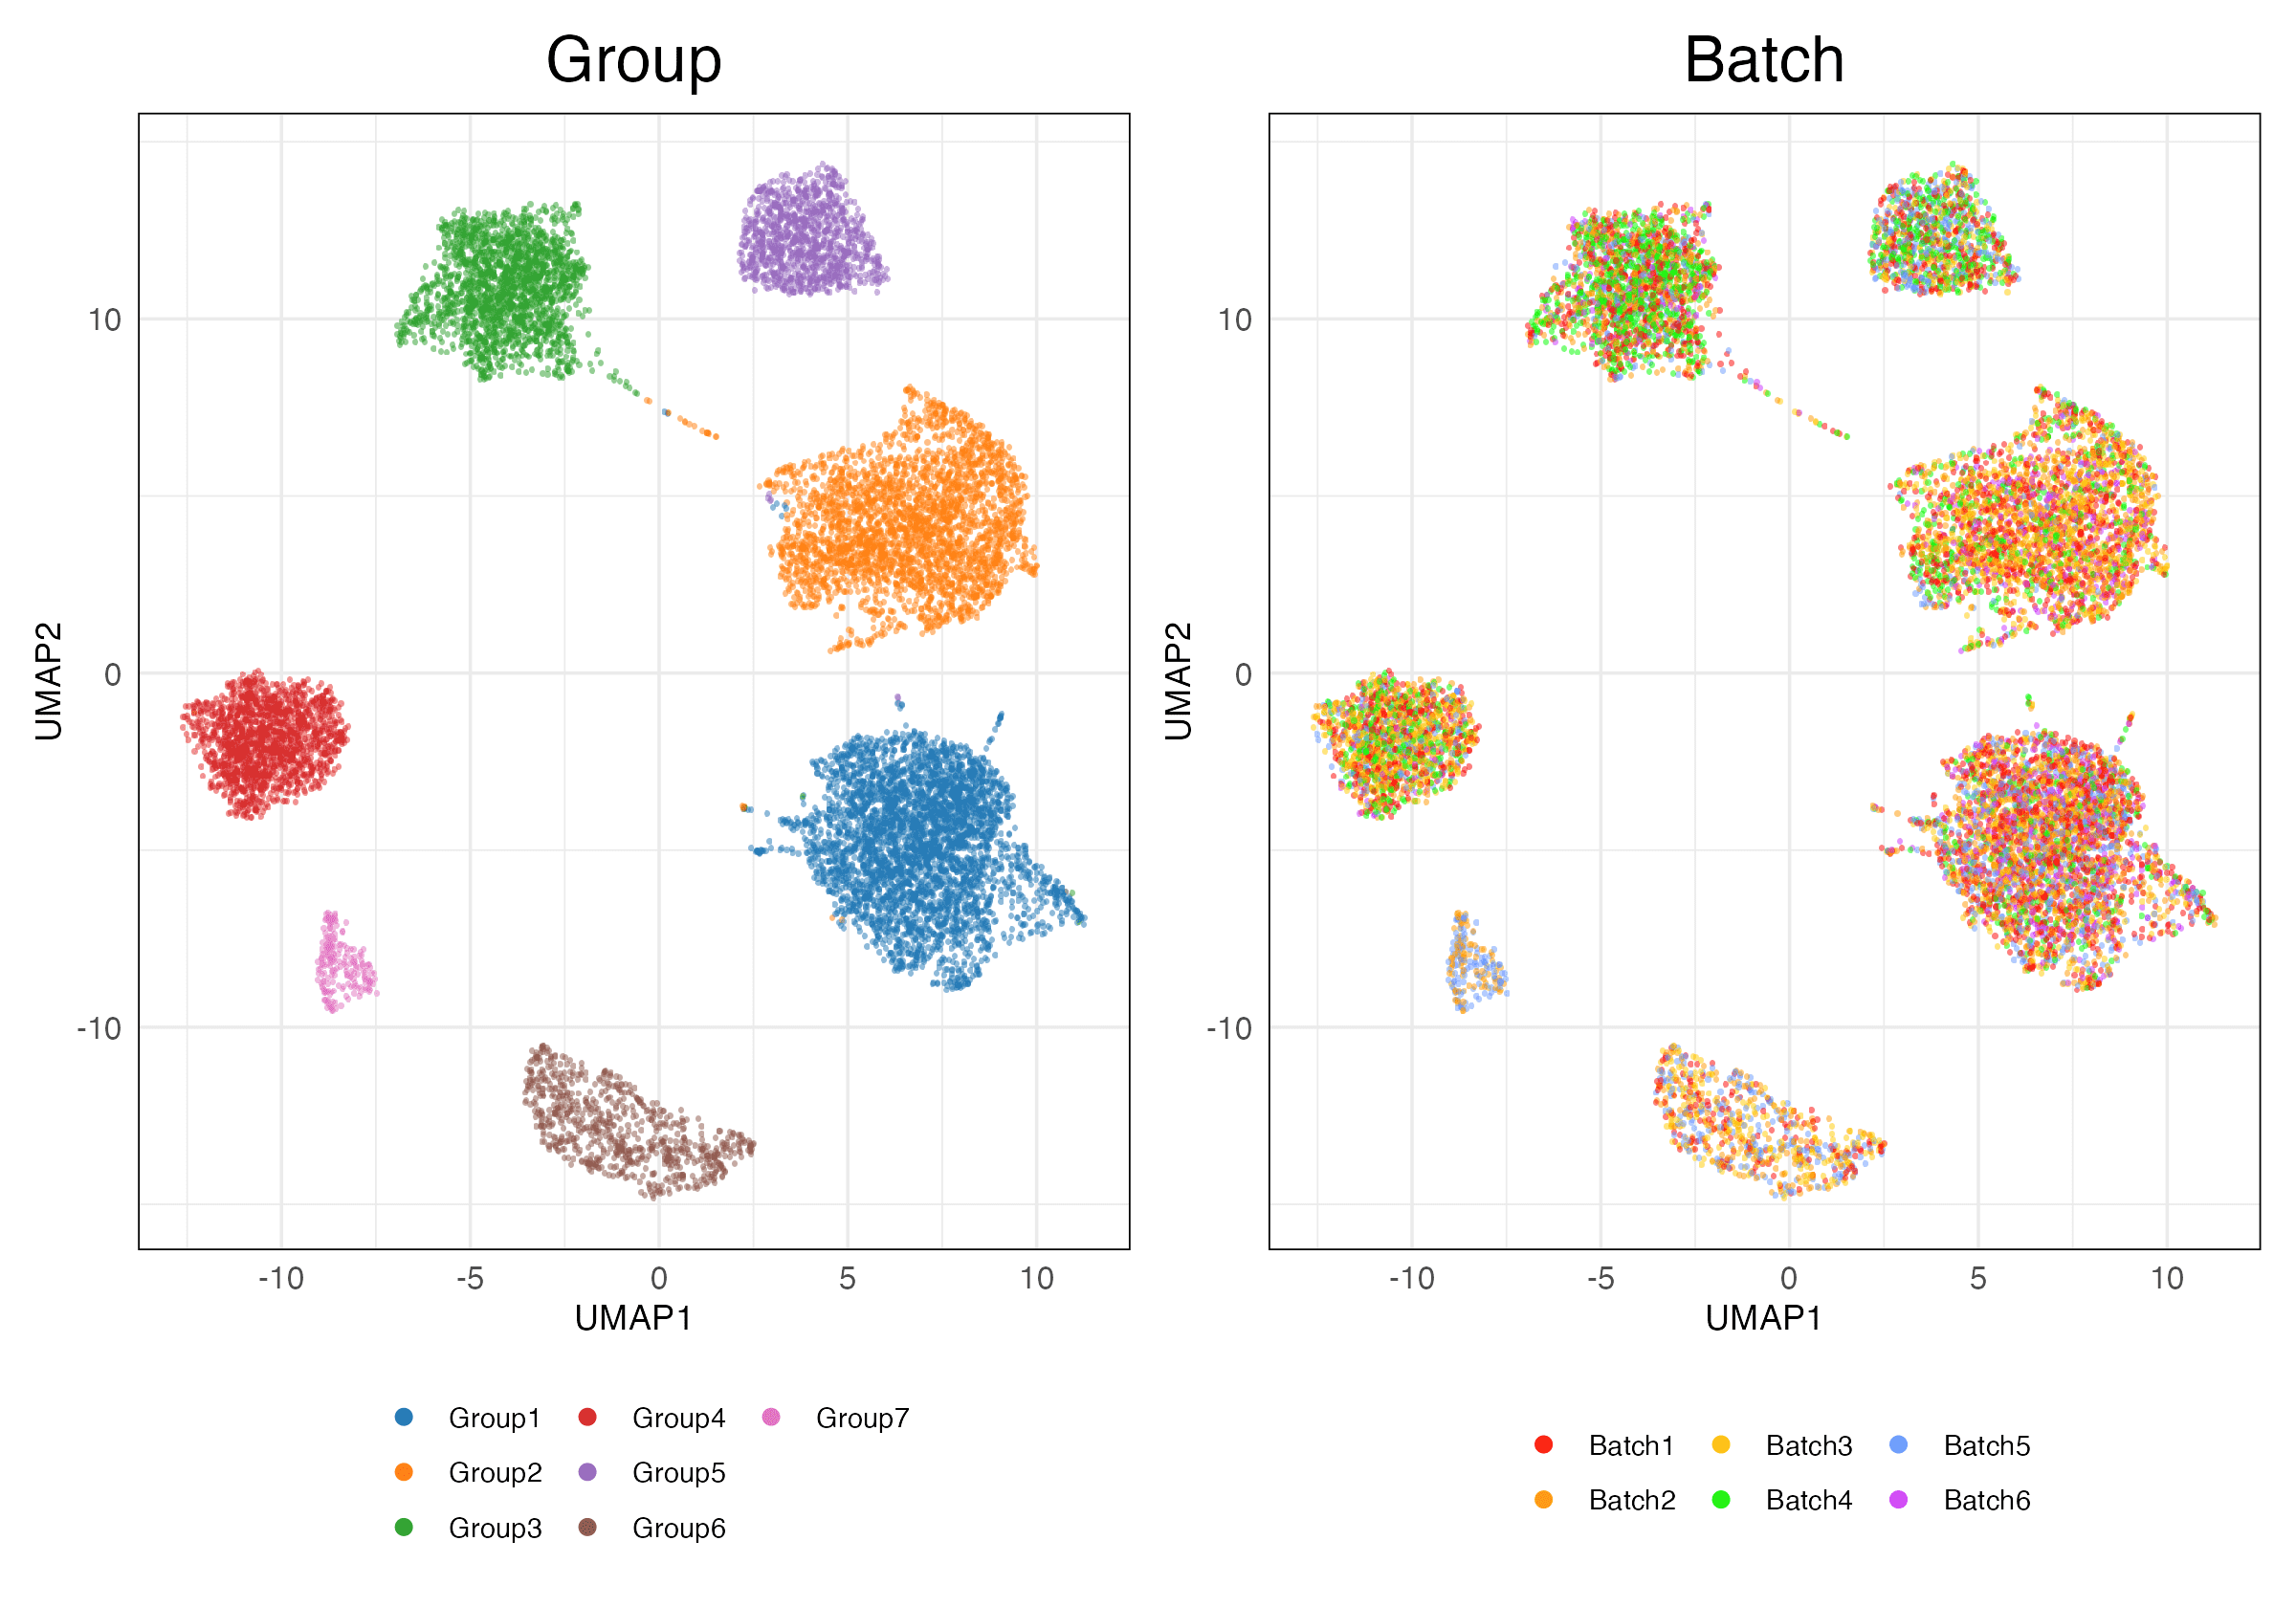 Group
Batch
10
0
-10
UMAP2
-10 -5 0 5 10
UMAP1
10
0
-10
UMAP2
-10 -5 0 5 10
UMAP1
Group1 Group4 Group7
Group2 Group5
Group3 Group6
Batch1 Batch3 Batch5
Batch2 Batch4 Batch6